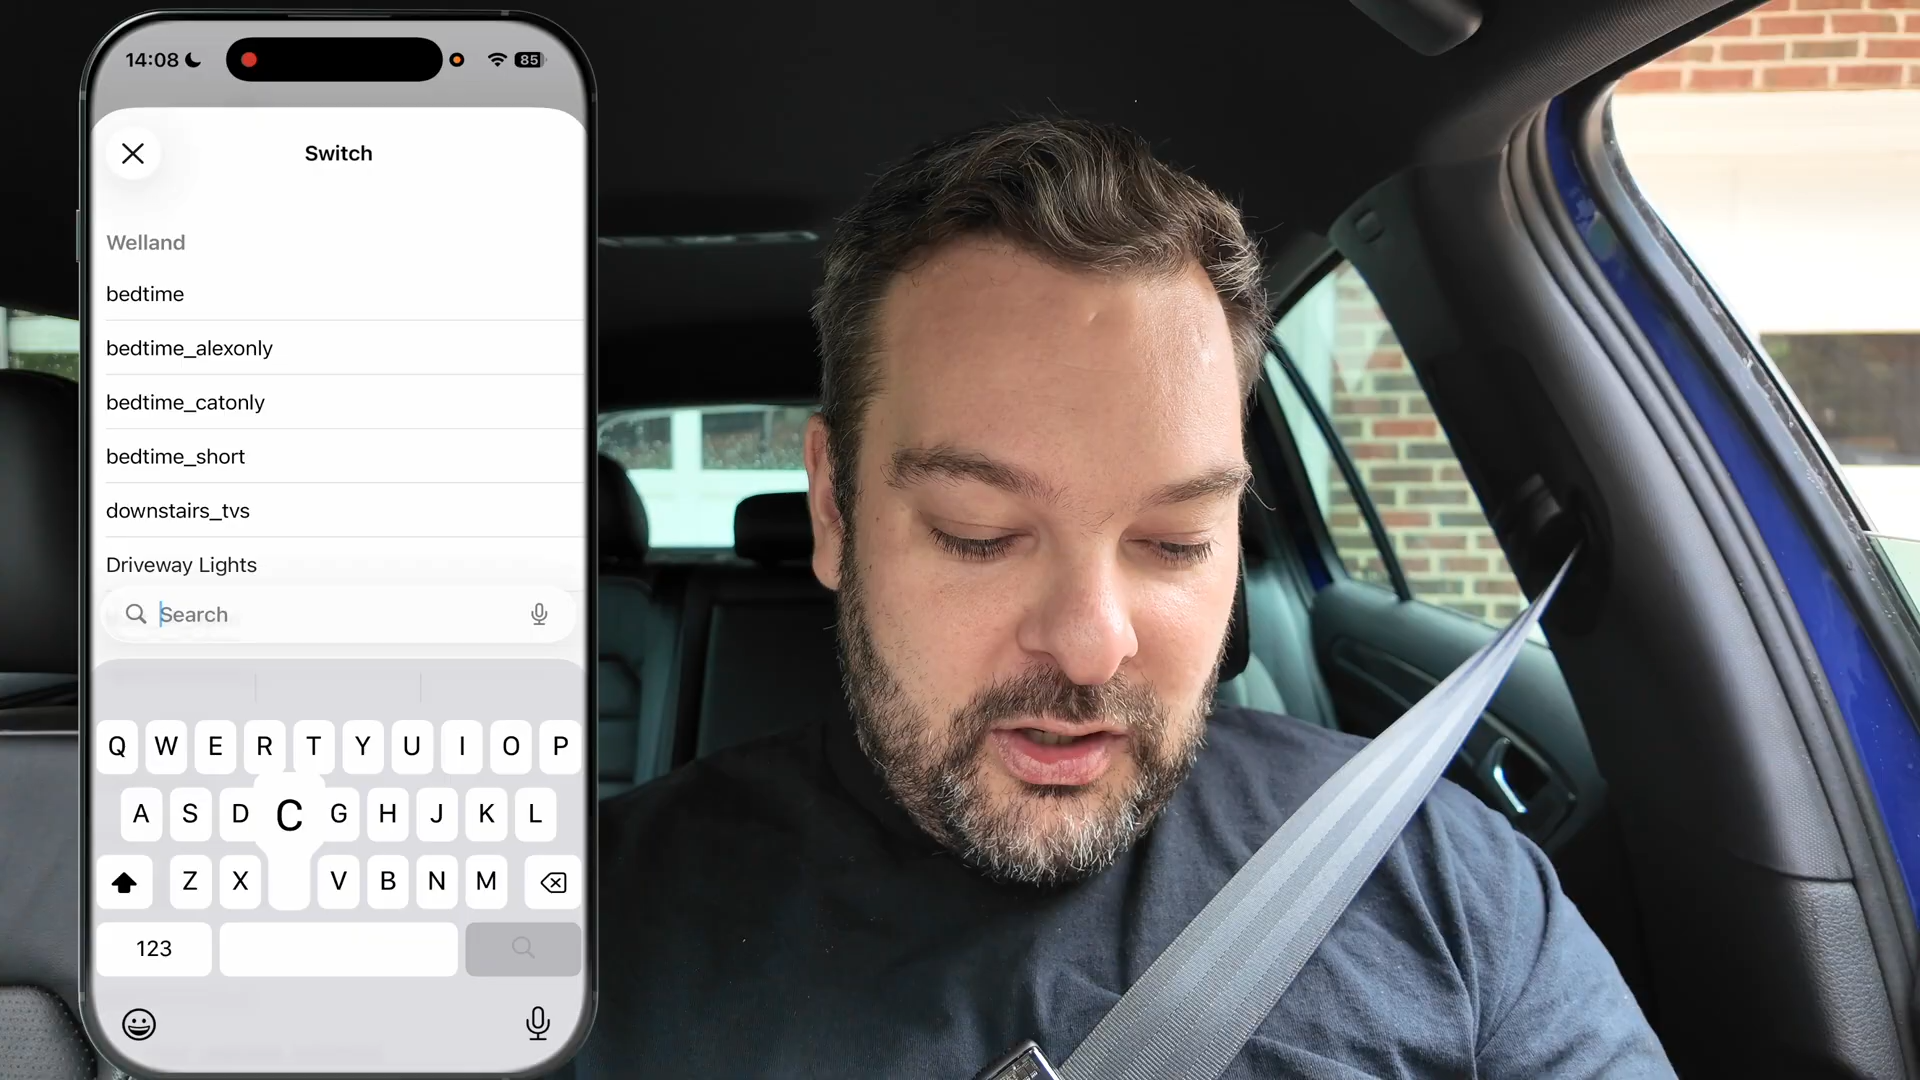 14:08
85
Switch
Welland
bedtime
bedtime_alexonly
bedtime_catonly
bedtime_short
downstairs_tvs
Driveway Lights
Search
Q W E R T Y U I O P
A S D C G H J K L
Z X V B N M
123